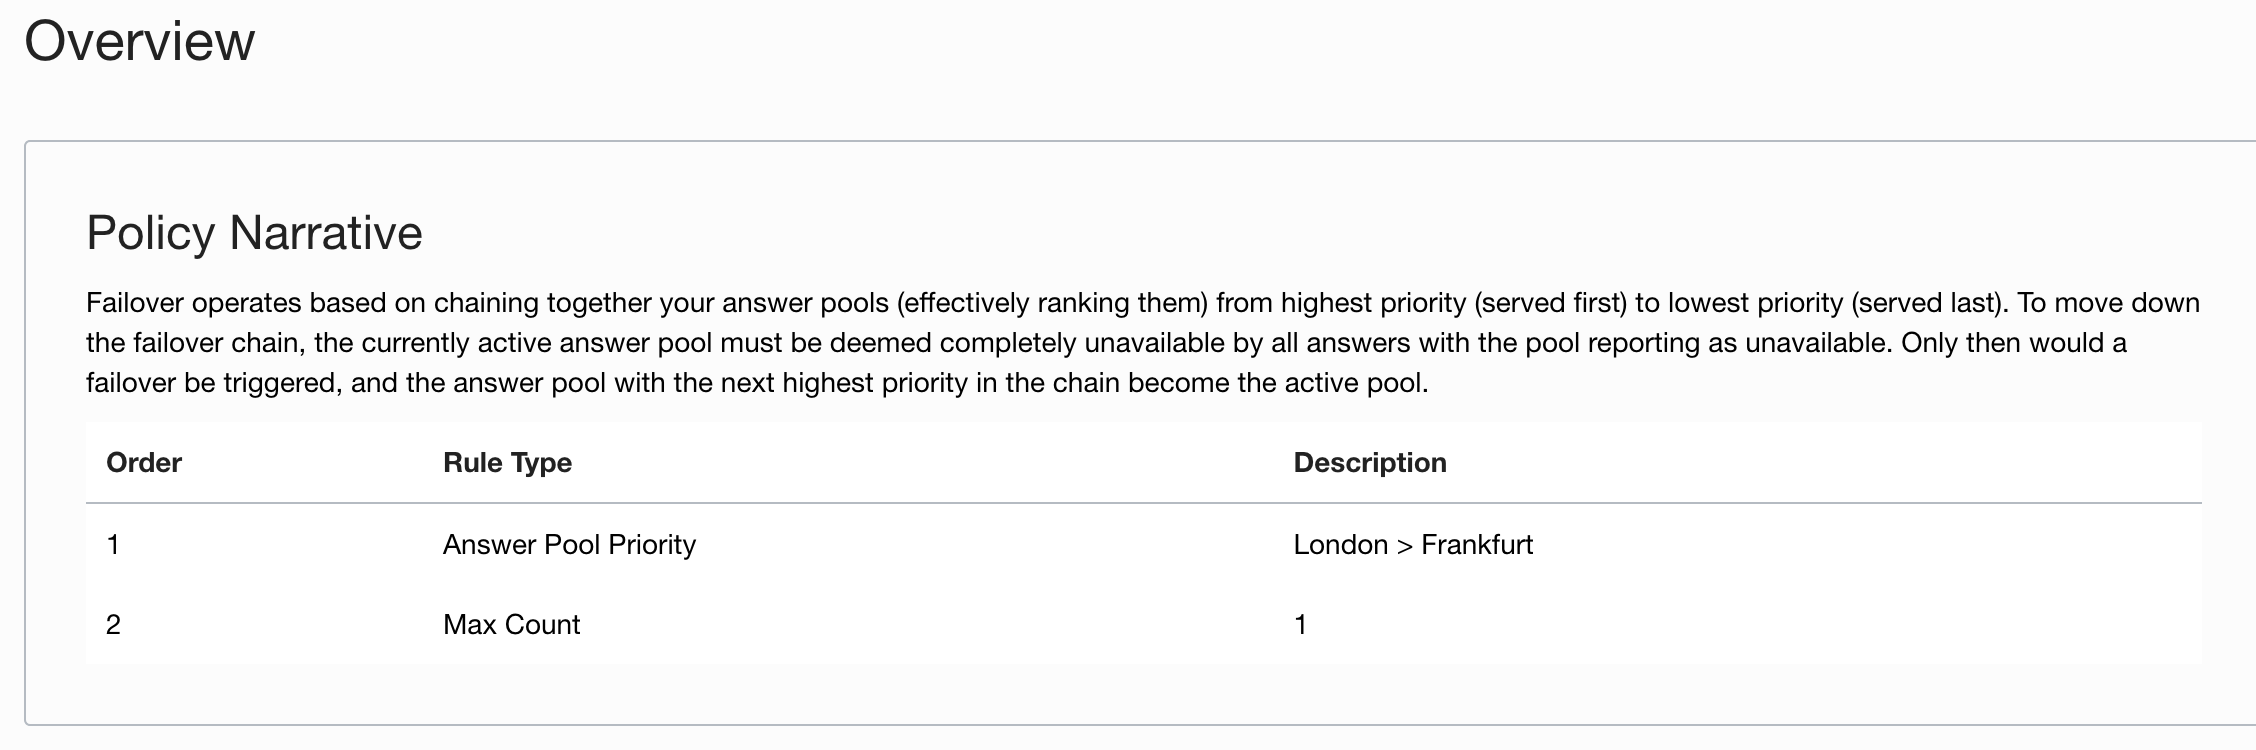 Overview
Policy Narrative
Failover operates based on chaining together your answer pools (effectively ranking them) from highest priority (served first) to lowest priority (served last). To move down
the failover chain, the currently active answer pool must be deemed completely unavailable by all answers with the pool reporting as unavailable. Only then would a
failover be triggered, and the answer pool with the next highest priority in the chain become the active pool.
Order Rule Type Description
1 Answer Pool Priority London > Frankfurt
2 Max Count 1